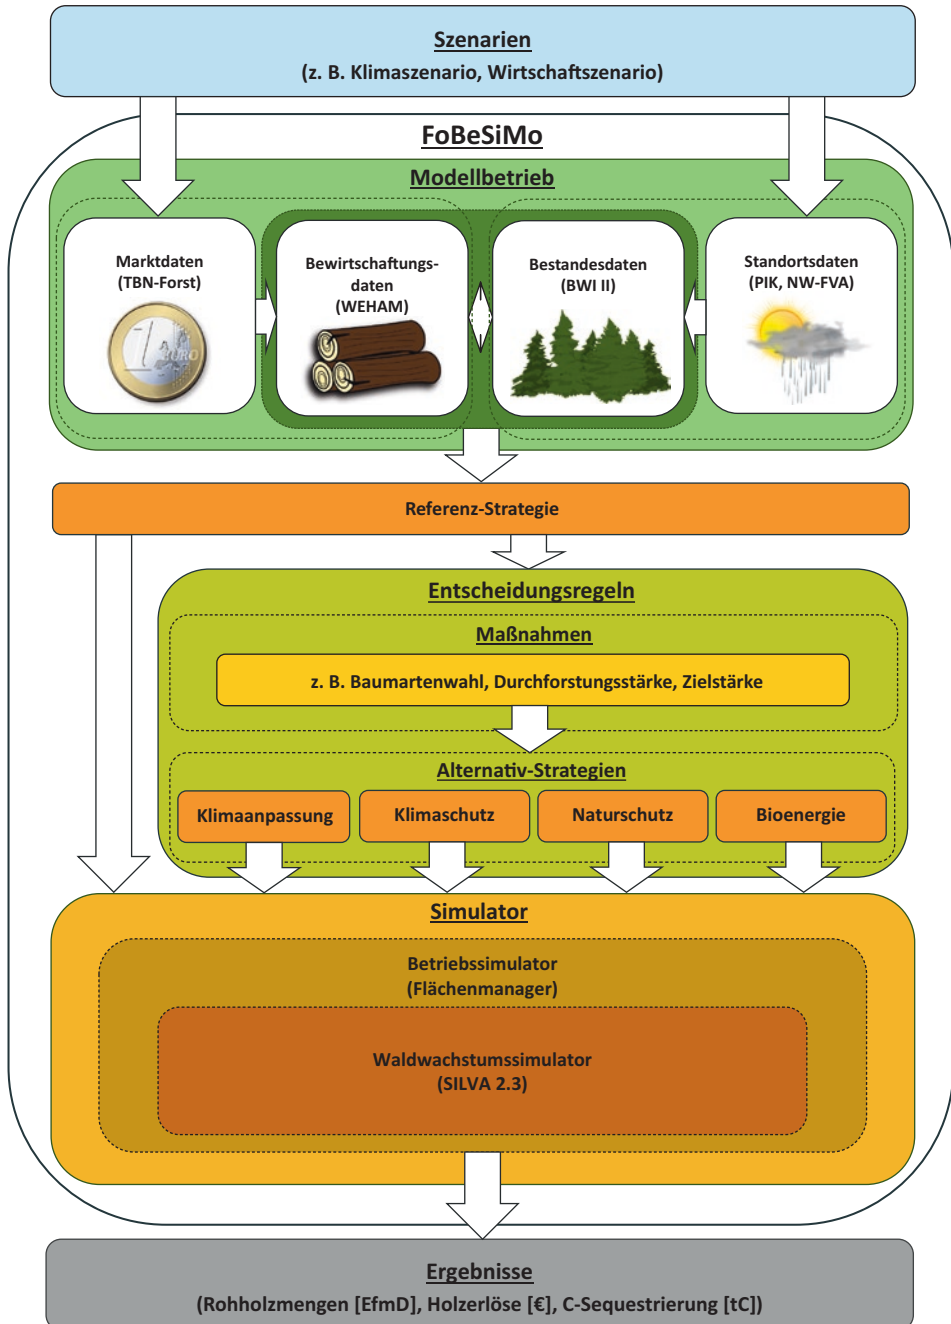 Szenarien
(z. B. Klimaszenario, Wirtschaftszenario)
FoBeSiMo
Modellbetrieb
Marktdaten
(TBN-Forst)
Bewirtschaftungs-
daten
(WEHAM)
Bestandesdaten
(BWI II)
Standortsdaten
(PIK, NW-FVA)
1
EURO
Referenz-Strategie
Entscheidungsregeln
Maßnahmen
z. B. Baumartenwahl, Durchforstungsstärke, Zielstärke
Alternativ-Strategien
Klimaanpassung
Klimaschutz
Naturschutz
Bioenergie
Simulator
Betriebssimulator
(Flächenmanager)
Waldwachstumssimulator
(SILVA 2.3)
Ergebnisse
(Rohholzmengen [EfmD], Holzerlöse [€], C-Sequestrierung [tC])